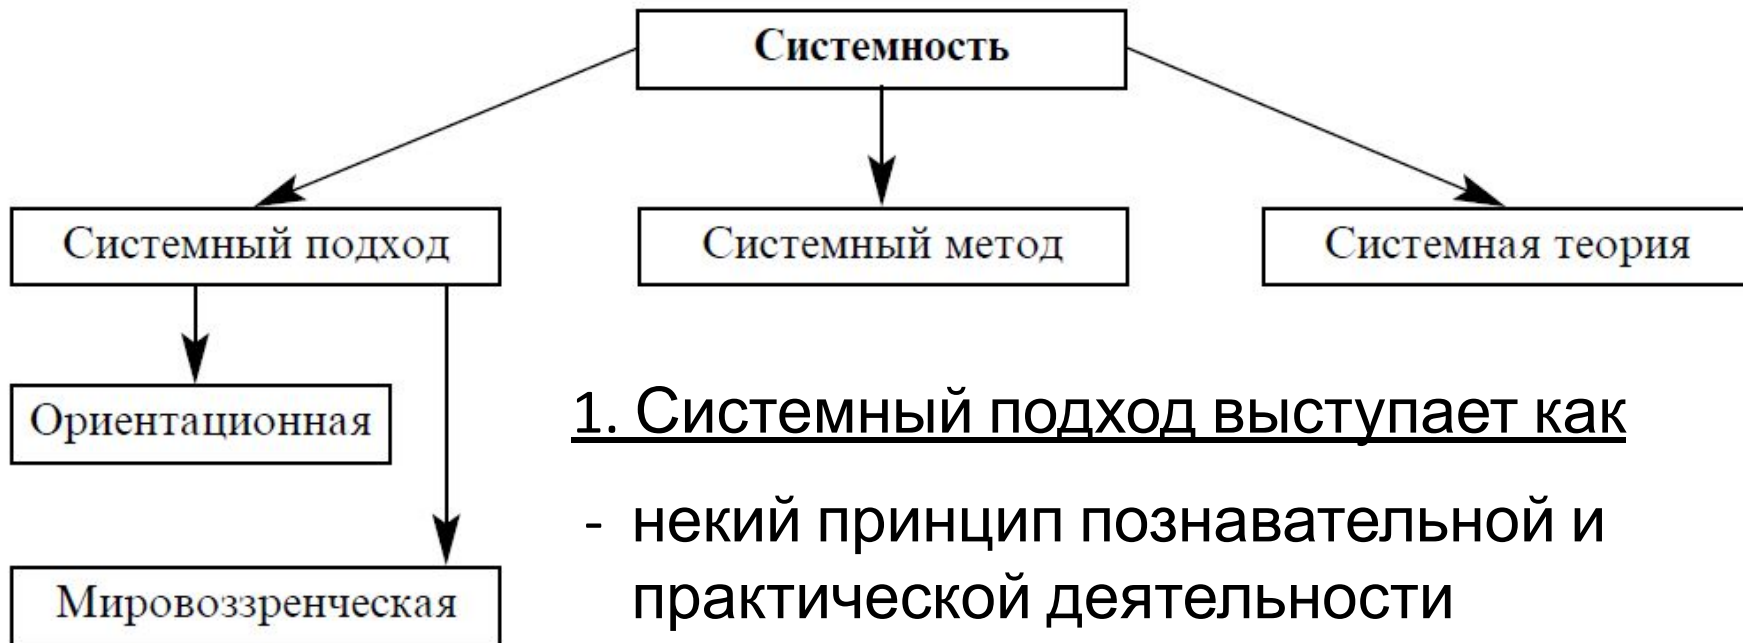 Системность
Системный подход
Системный метод
Системная теория
Ориентационная
Мировоззренческая
1. Системный подход выступает как
- некий принцип познавательной и
практической деятельности